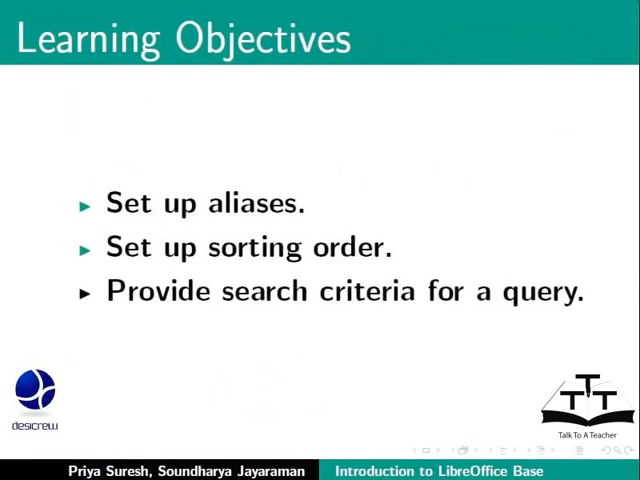 Learning Objectives
Set up aliases.
Set up sorting order.
Provide search criteria for a query.
desicrew
T T T
Talk To A Teacher
Priya Suresh, Soundharya Jayaraman Introduction to LibreOffice Base